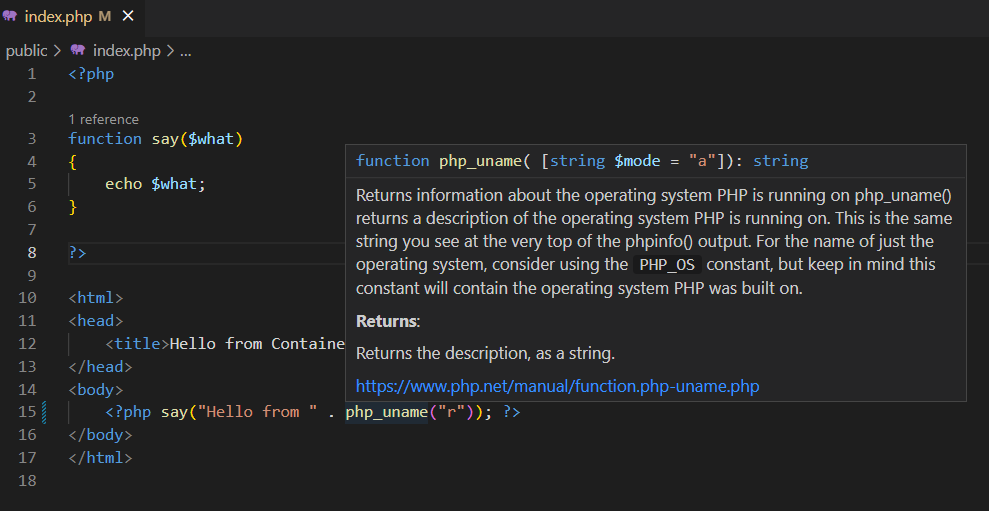 index.php M ×
public > index.php > ...
1 <?php
2
1 reference
3 function say($what)
4 {
5 echo $what;
6 }
7
8 ?>
9
10 <html>
11 <head>
12 <title>Hello from Containe
13 </head>
14 <body>
15 <?php say("Hello from " . php_uname("r")); ?>
16 </body>
17 </html>
18
function php_uname( [string $mode = "a"]): string
Returns information about the operating system PHP is running on php_uname()
returns a description of the operating system PHP is running on. This is the same
string you see at the very top of the phpinfo() output. For the name of just the
operating system, consider using the PHP_OS constant, but keep in mind this
constant will contain the operating system PHP was built on.
Returns:
Returns the description, as a string.
https://www.php.net/manual/function.php-uname.php